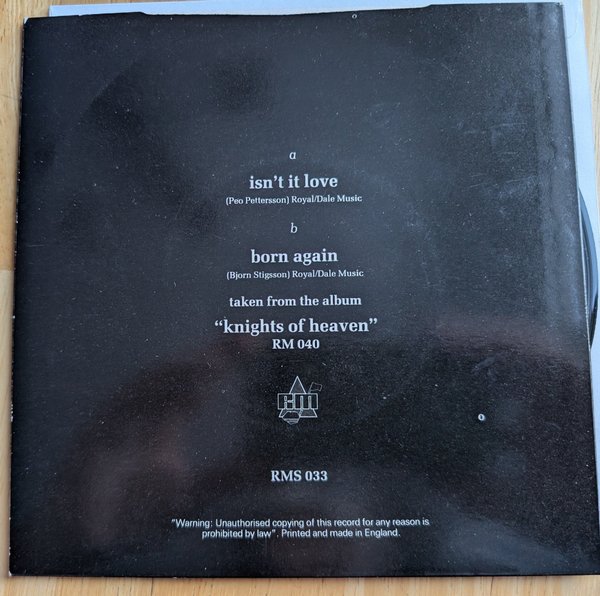 a
isn't it love
(Peo Pettersson) Royal/Dale Music
b
born again
(Bjorn Stigsson) Royal/Dale Music
taken from the album
“knights of heaven”
RM 040
RM
RMS 033
"Warning: Unauthorised copying of this record for any reason is
prohibited by law". Printed and made in England.